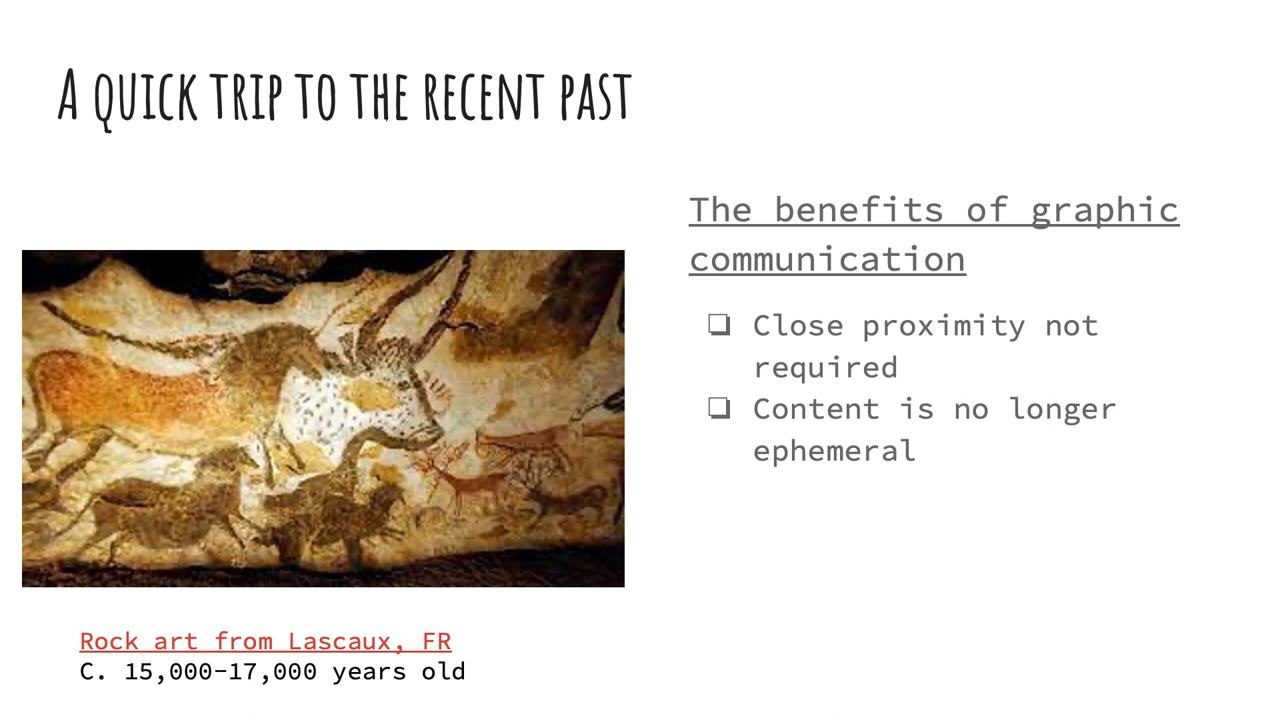 A QUICK TRIP TO THE RECENT PAST
The benefits of graphic
communication
❏ Close proximity not
required
❏ Content is no longer
ephemeral
Rock art from Lascaux, FR
C. 15,000–17,000 years old